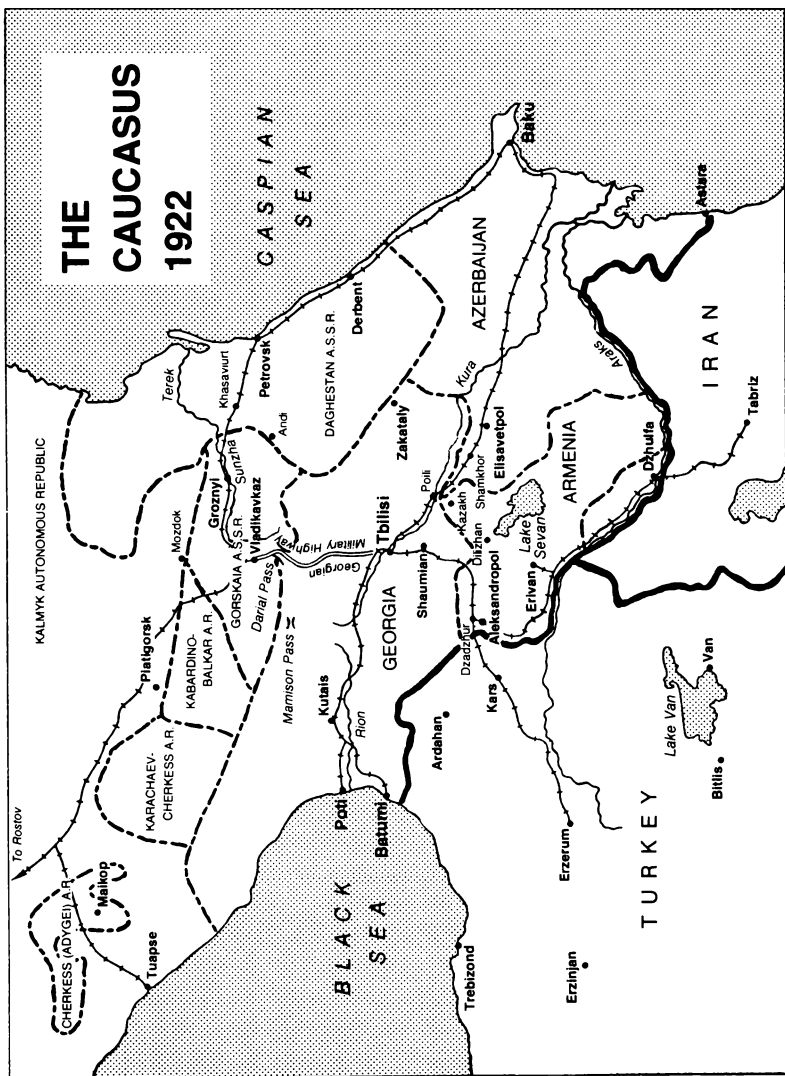 THE
CAUCASUS
1922
CASPIAN
SEA
BLACK
SEA
KALMYK AUTONOMOUS REPUBLIC
To Rostov
CHERKESS (ADYGEI) A.R.
Maikop
Tuapse
KARACHAEV-
CHERKESS A.R.
Piatigorsk
KABARDINO-
BALKAR A.R.
Mozdok
GORSKAIA A.S.S.R.
Groznyi
Sunzha
Vladikavkaz
Terek
Khasaviurt
Petrovsk
Andi
DAGHESTAN A.S.S.R.
Derbent
Darial Pass
Mamison Pass
Georgian
Military Highway
Zakataly
AZERBAIJAN
Baku
Kutais
Rion
Poti
Batumi
GEORGIA
Tbilisi
Poili
Kura
Kazakh
Shamkhor
Elisavetpol
Shaumian
Dilizhan
Dzadzhur
Aleksandropol
Lake
Sevan
Erivan
ARMENIA
Ardahan
Kars
Dzhulfa
Araks
Astara
IRAN
Tabriz
Trebizond
Erzerum
Erzinjan
TURKEY
Lake Van
Van
Bitlis